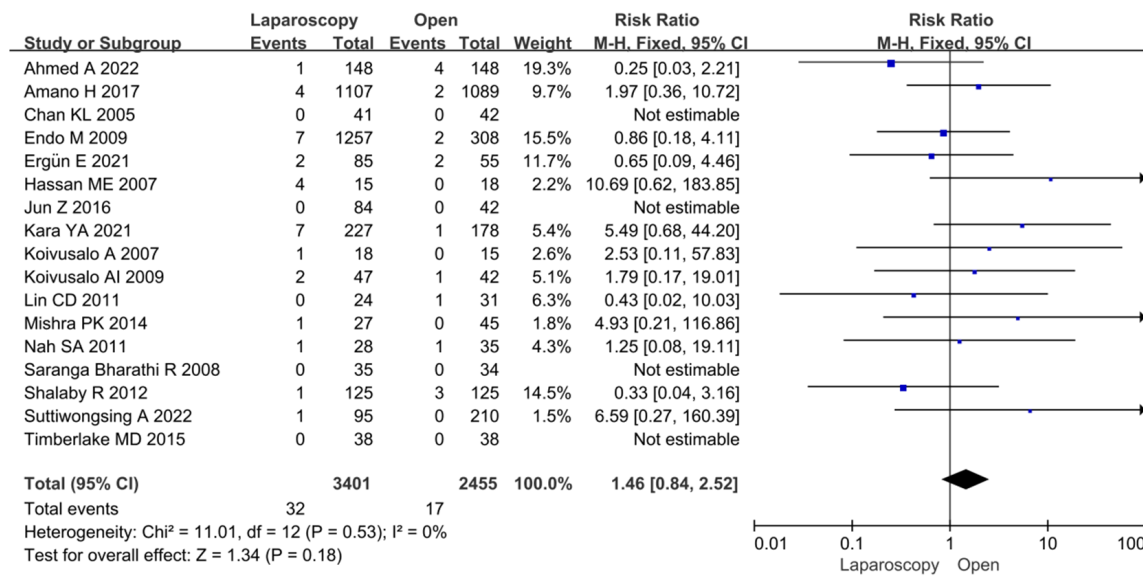 Laparoscopy Open Risk Ratio Risk Ratio
Study or Subgroup Events Total Events Total Weight M-H, Fixed, 95% CI M-H, Fixed, 95% CI
Ahmed A 2022 1 148 4 148 19.3% 0.25 [0.03, 2.21]
Amano H 2017 4 1107 2 1089 9.7% 1.97 [0.36, 10.72]
Chan KL 2005 0 41 0 42 Not estimable
Endo M 2009 7 1257 2 308 15.5% 0.86 [0.18, 4.11]
Ergün E 2021 2 85 2 55 11.7% 0.65 [0.09, 4.46]
Hassan ME 2007 4 15 0 18 2.2% 10.69 [0.62, 183.85]
Jun Z 2016 0 84 0 42 Not estimable
Kara YA 2021 7 227 1 178 5.4% 5.49 [0.68, 44.20]
Koivusalo A 2007 1 18 0 15 2.6% 2.53 [0.11, 57.83]
Koivusalo AI 2009 2 47 1 42 5.1% 1.79 [0.17, 19.01]
Lin CD 2011 0 24 1 31 6.3% 0.43 [0.02, 10.03]
Mishra PK 2014 1 27 0 45 1.8% 4.93 [0.21, 116.86]
Nah SA 2011 1 28 1 35 4.3% 1.25 [0.08, 19.11]
Saranga Bharathi R 2008 0 35 0 34 Not estimable
Shalaby R 2012 1 125 3 125 14.5% 0.33 [0.04, 3.16]
Suttiwongsing A 2022 1 95 0 210 1.5% 6.59 [0.27, 160.39]
Timberlake MD 2015 0 38 0 38 Not estimable
Total (95% CI) 3401 2455 100.0% 1.46 [0.84, 2.52]
Total events 32 17
Heterogeneity: Chi² = 11.01, df = 12 (P = 0.53); I² = 0%
Test for overall effect: Z = 1.34 (P = 0.18)
0.01 0.1 1 10 100
Laparoscopy Open